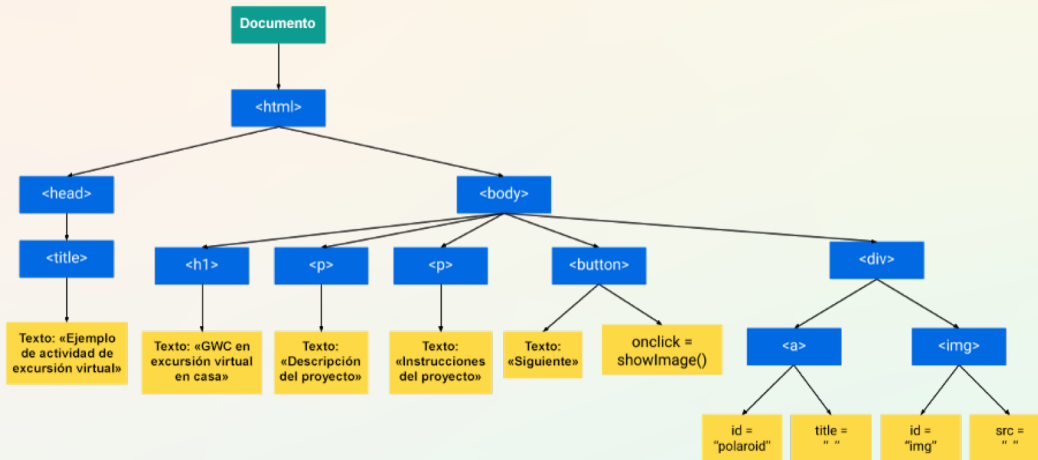 Documento
<html>
<head>
<body>
<title>
<h1>
<p>
<p>
<button>
<div>
Texto: «Ejemplo
de actividad de
excursión virtual»
Texto: «GWC en
excursión virtual
en casa»
Texto:
«Descripción
del proyecto»
Texto:
«Instrucciones
del proyecto»
Texto:
«Siguiente»
onclick =
showImage()
<a>
<img>
id =
"polaroid"
title =
" "
id =
"img"
src =
" "